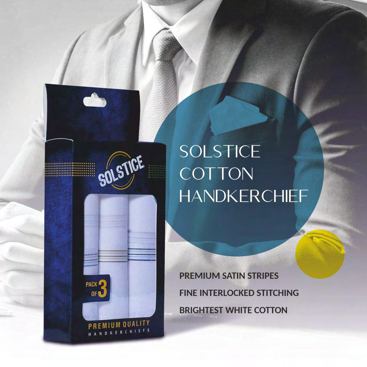 SOLSTICE
PACK
OF 3
PREMIUM QUALITY
HANDKERCHIEFS
SOLSTICE
COTTON
HANDKERCHIEF
PREMIUM SATIN STRIPES
FINE INTERLOCKED STITCHING
BRIGHTEST WHITE COTTON